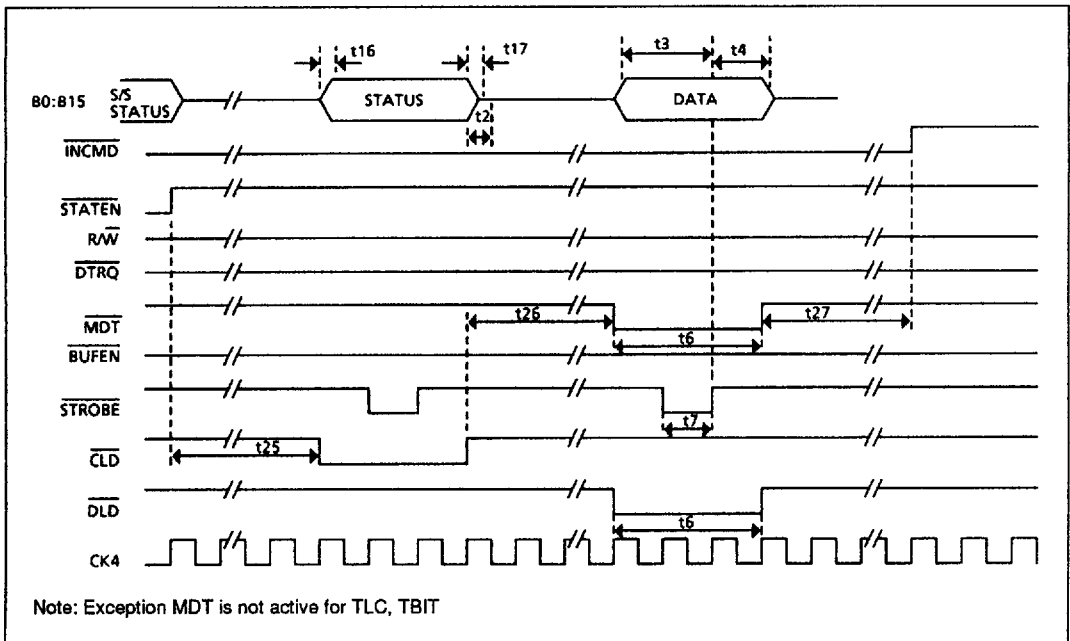 t16 t17 t3 t4
B0:B15 S/S STATUS STATUS DATA
t2
INCMD
STATEN
R/W
DTRQ
MDT t26 t6 t27
BUFEN
STROBE t7
CLD t25
DLD t6
CK4
Note: Exception MDT is not active for TLC, TBIT